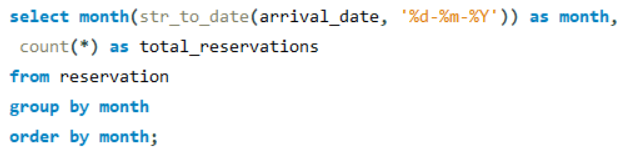 select month(str_to_date(arrival_date, '%d-%m-%Y')) as month,
count(*) as total_reservations
from reservation
group by month
order by month;